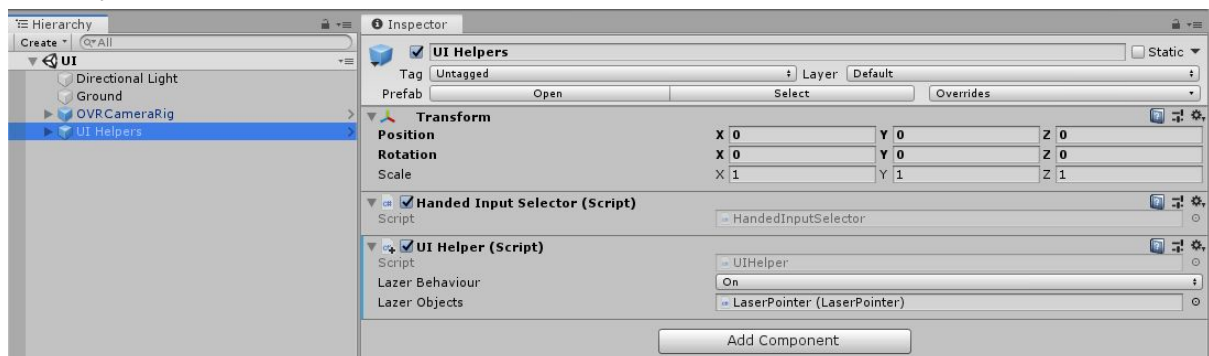 Hierarchy
Create
All
UI
Directional Light
Ground
OVRCameraRig
UI Helpers
Inspector
UI Helpers Static
Tag Untagged Layer Default
Prefab Open Select Overrides
Transform
Position X 0 Y 0 Z 0
Rotation X 0 Y 0 Z 0
Scale X 1 Y 1 Z 1
Handed Input Selector (Script)
Script HandedInputSelector
UI Helper (Script)
Script UIHelper
Lazer Behaviour On
Lazer Objects LaserPointer (LaserPointer)
Add Component